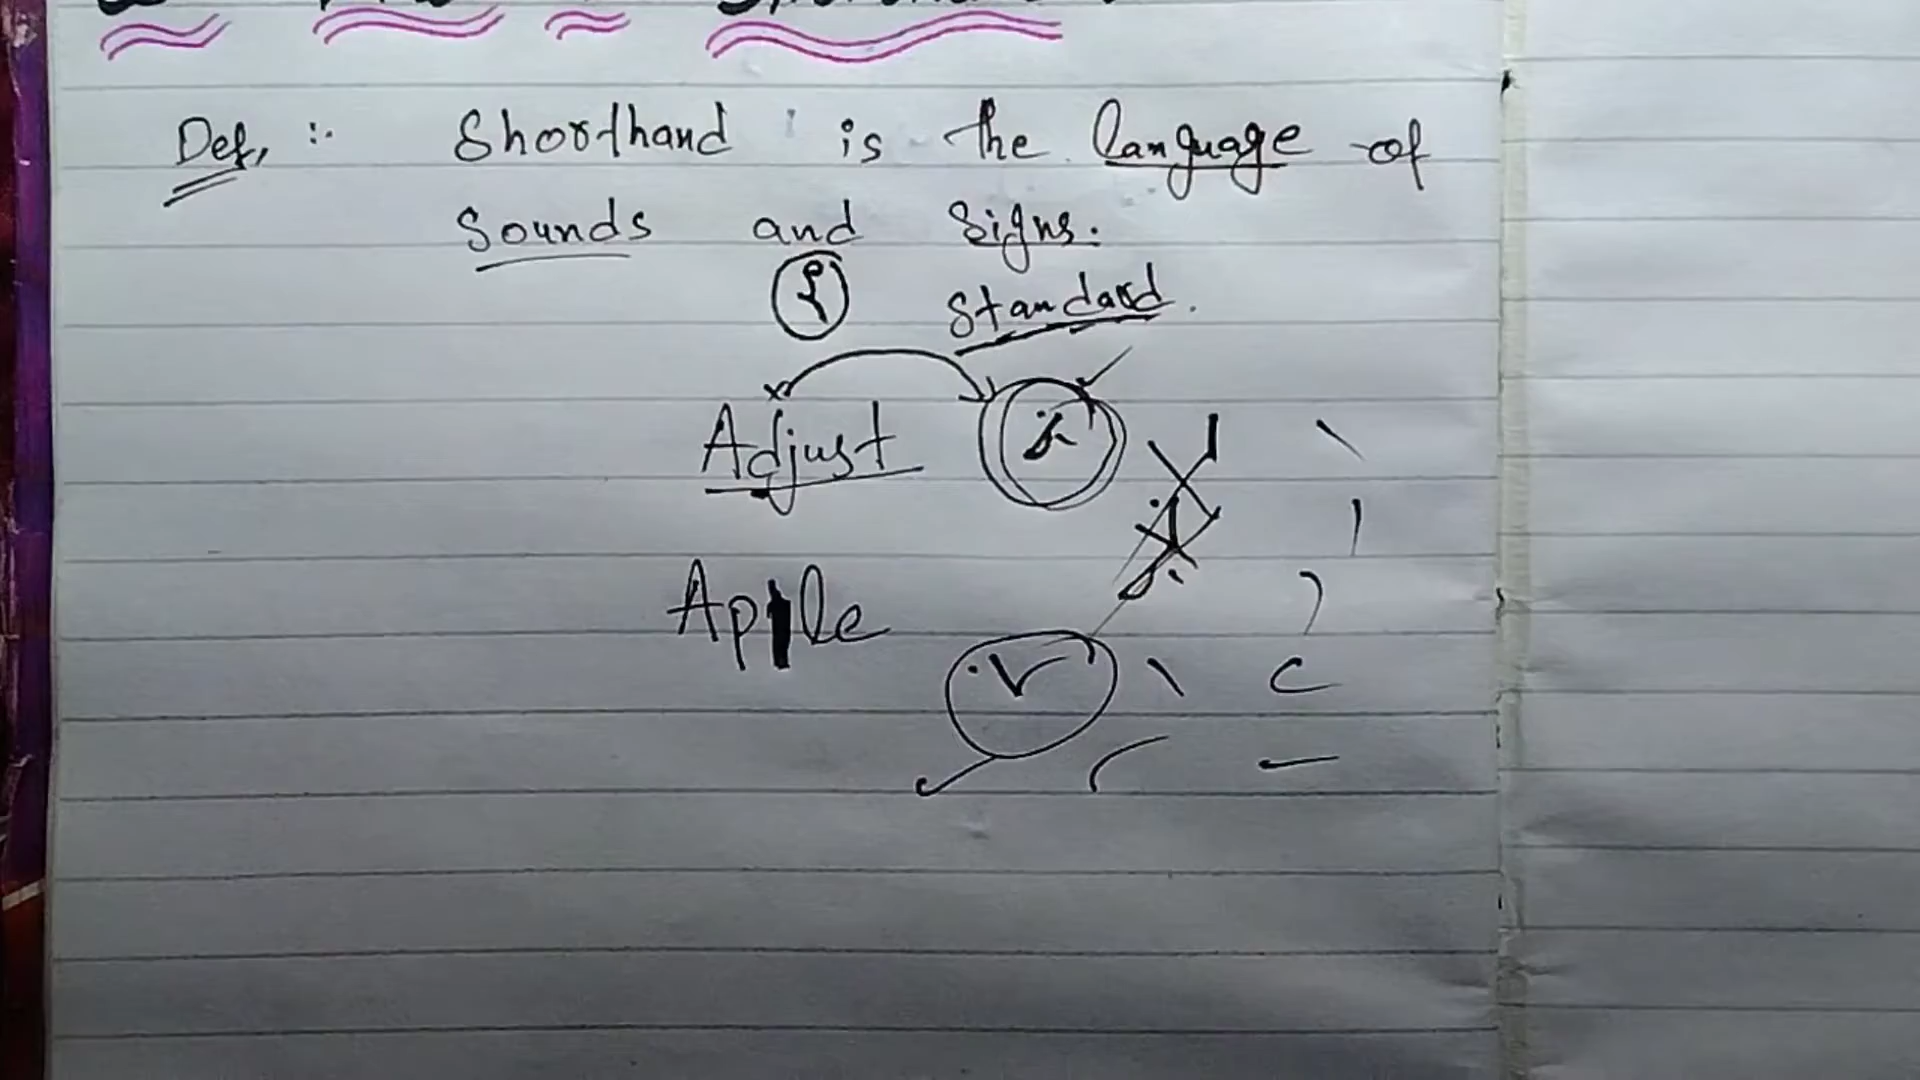 Def. :- Shorthand is the language of
Sounds and Signs.
Standard.
Adjust
Apple